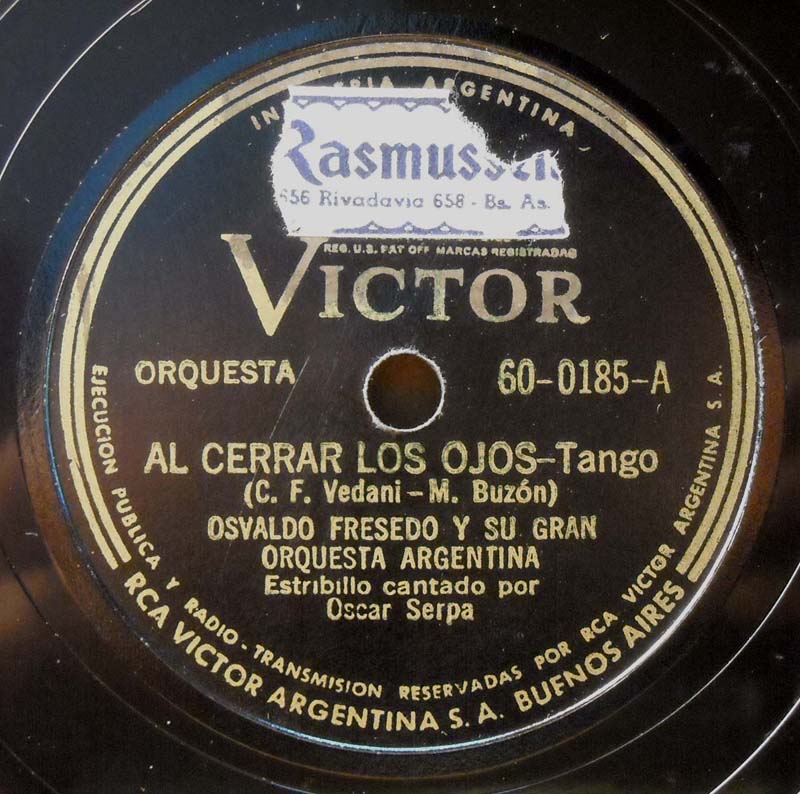 INDUSTRIA ARGENTINA
Rasmussen
656 Rivadavia 658 - Bs. As.
REG. U.S. PAT OFF MARCAS REGISTRADAS
VICTOR
ORQUESTA
60-0185-A
AL CERRAR LOS OJOS-Tango
(C. F. Vedani - M. Buzón)
OSVALDO FRESEDO Y SU GRAN
ORQUESTA ARGENTINA
Estribillo cantado por
Oscar Serpa
EJECUCION PUBLICA Y RADIO-TRANSMISION RESERVADAS POR RCA VICTOR ARGENTINA S. A.
RCA VICTOR ARGENTINA S. A. BUENOS AIRES